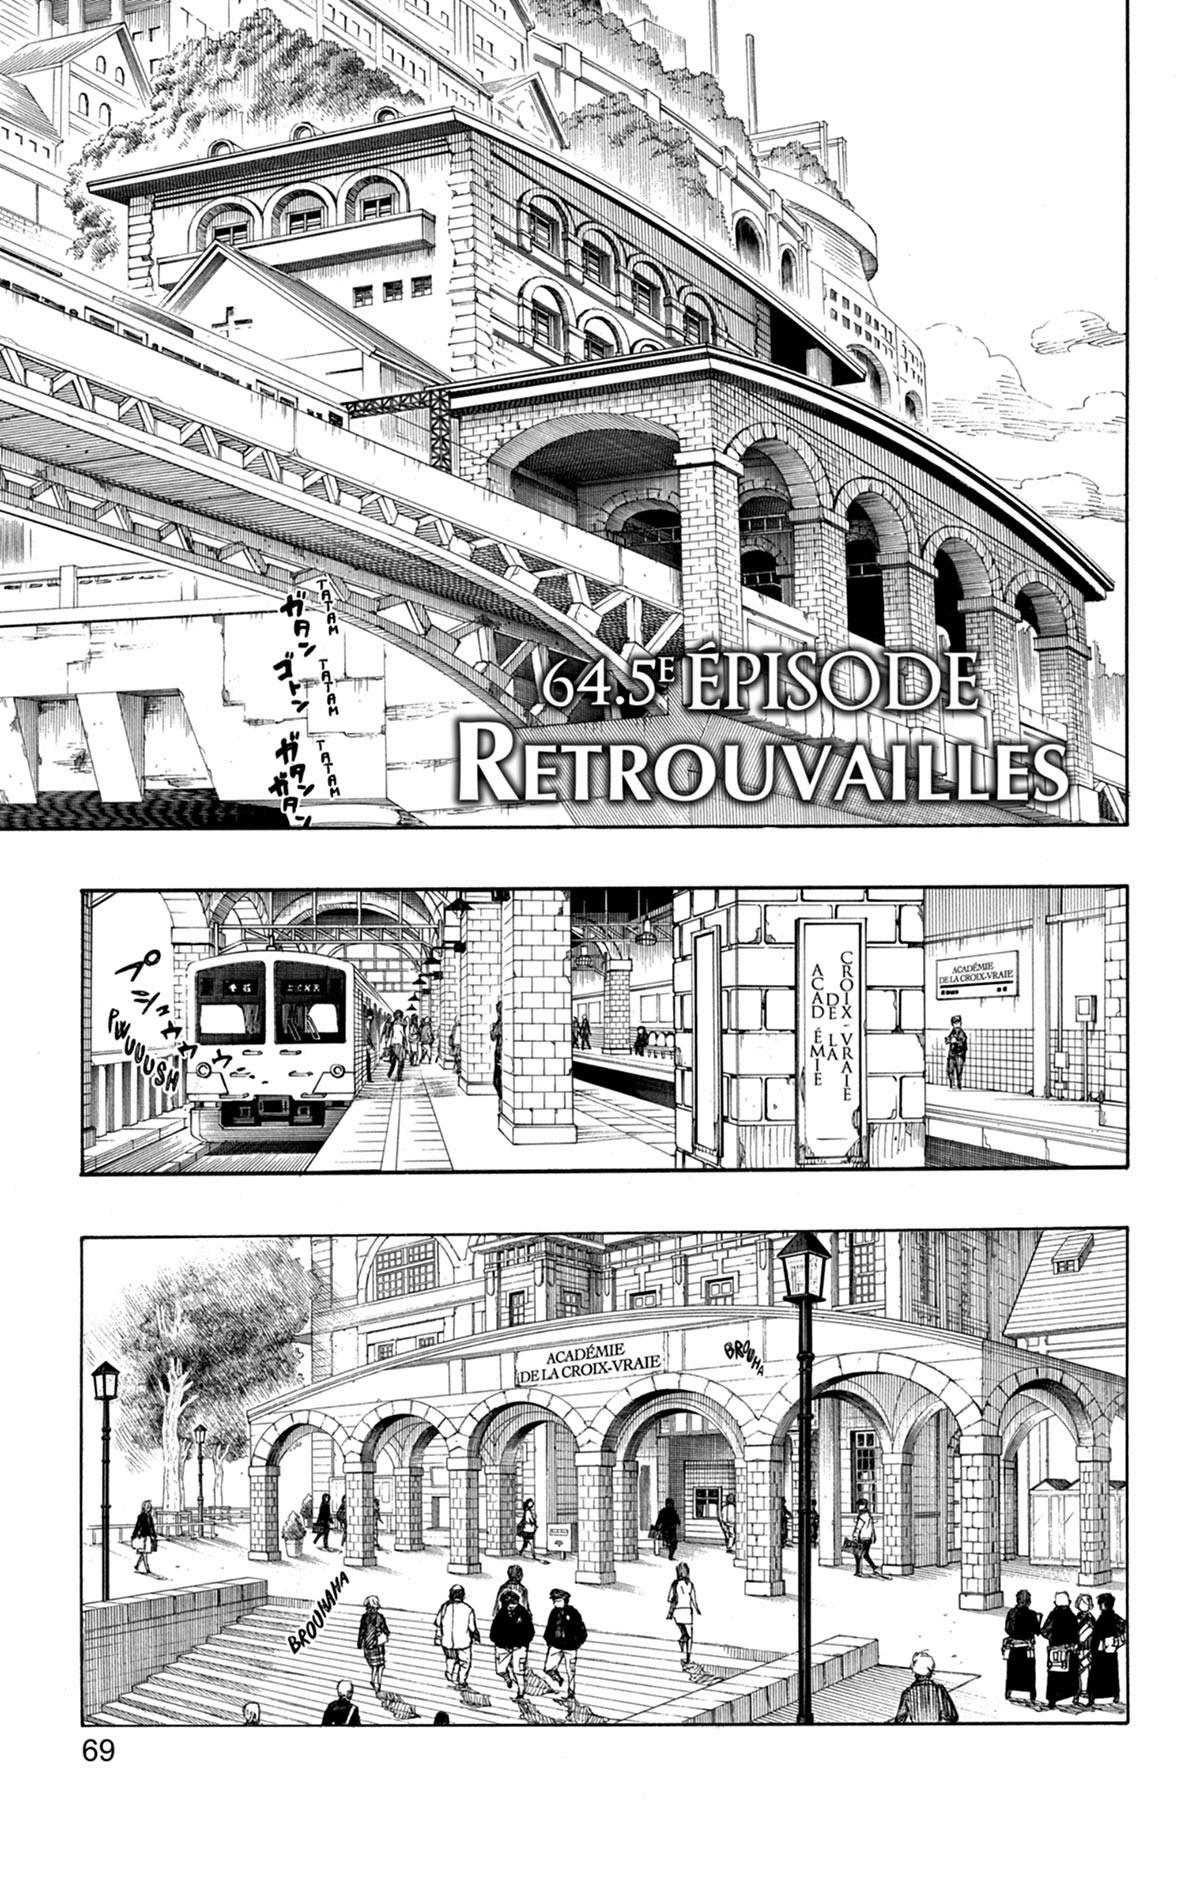 64.5E ÉPISODE
RETROUVAILLES
ガタン
TATAM
ゴトン
TATAM
ガタンガタン
TATAM
プシュウウウ
PWUUUUSH
ACADÉMIE
DE LA
CROIX-VRAIE
ACADÉMIE
DE LA CROIX-VRAIE
ACADÉMIE
DE LA CROIX-VRAIE
BROUHA
BROUHAHA
69